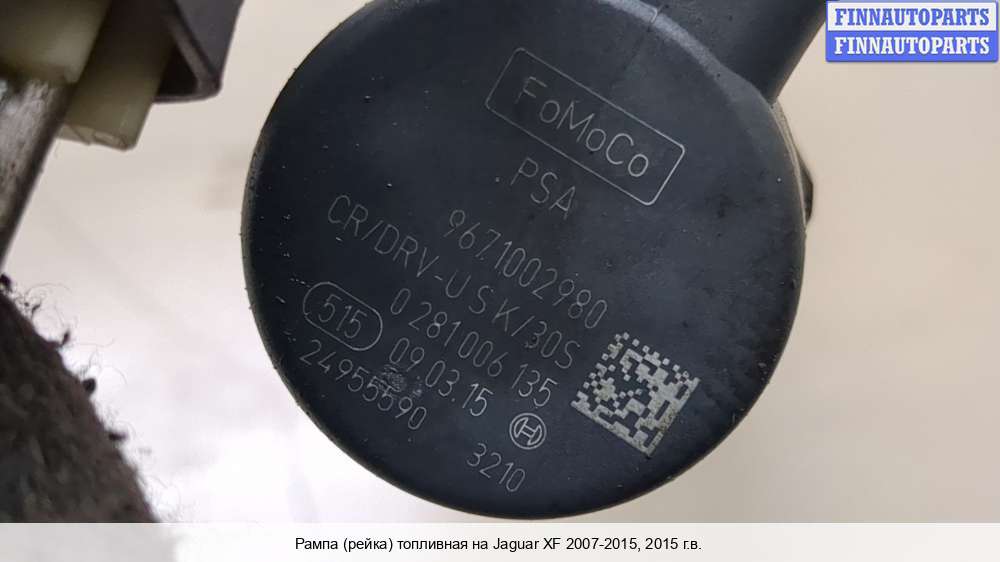 FINNAUTOPARTS
FINNAUTOPARTS
FoMoCo
PSA
9671002980
CR/DRV-U S K/30S
0 281 006 135
515 09.03.15
24955590
3210
Рампа (рейка) топливная на Jaguar XF 2007-2015, 2015 г.в.